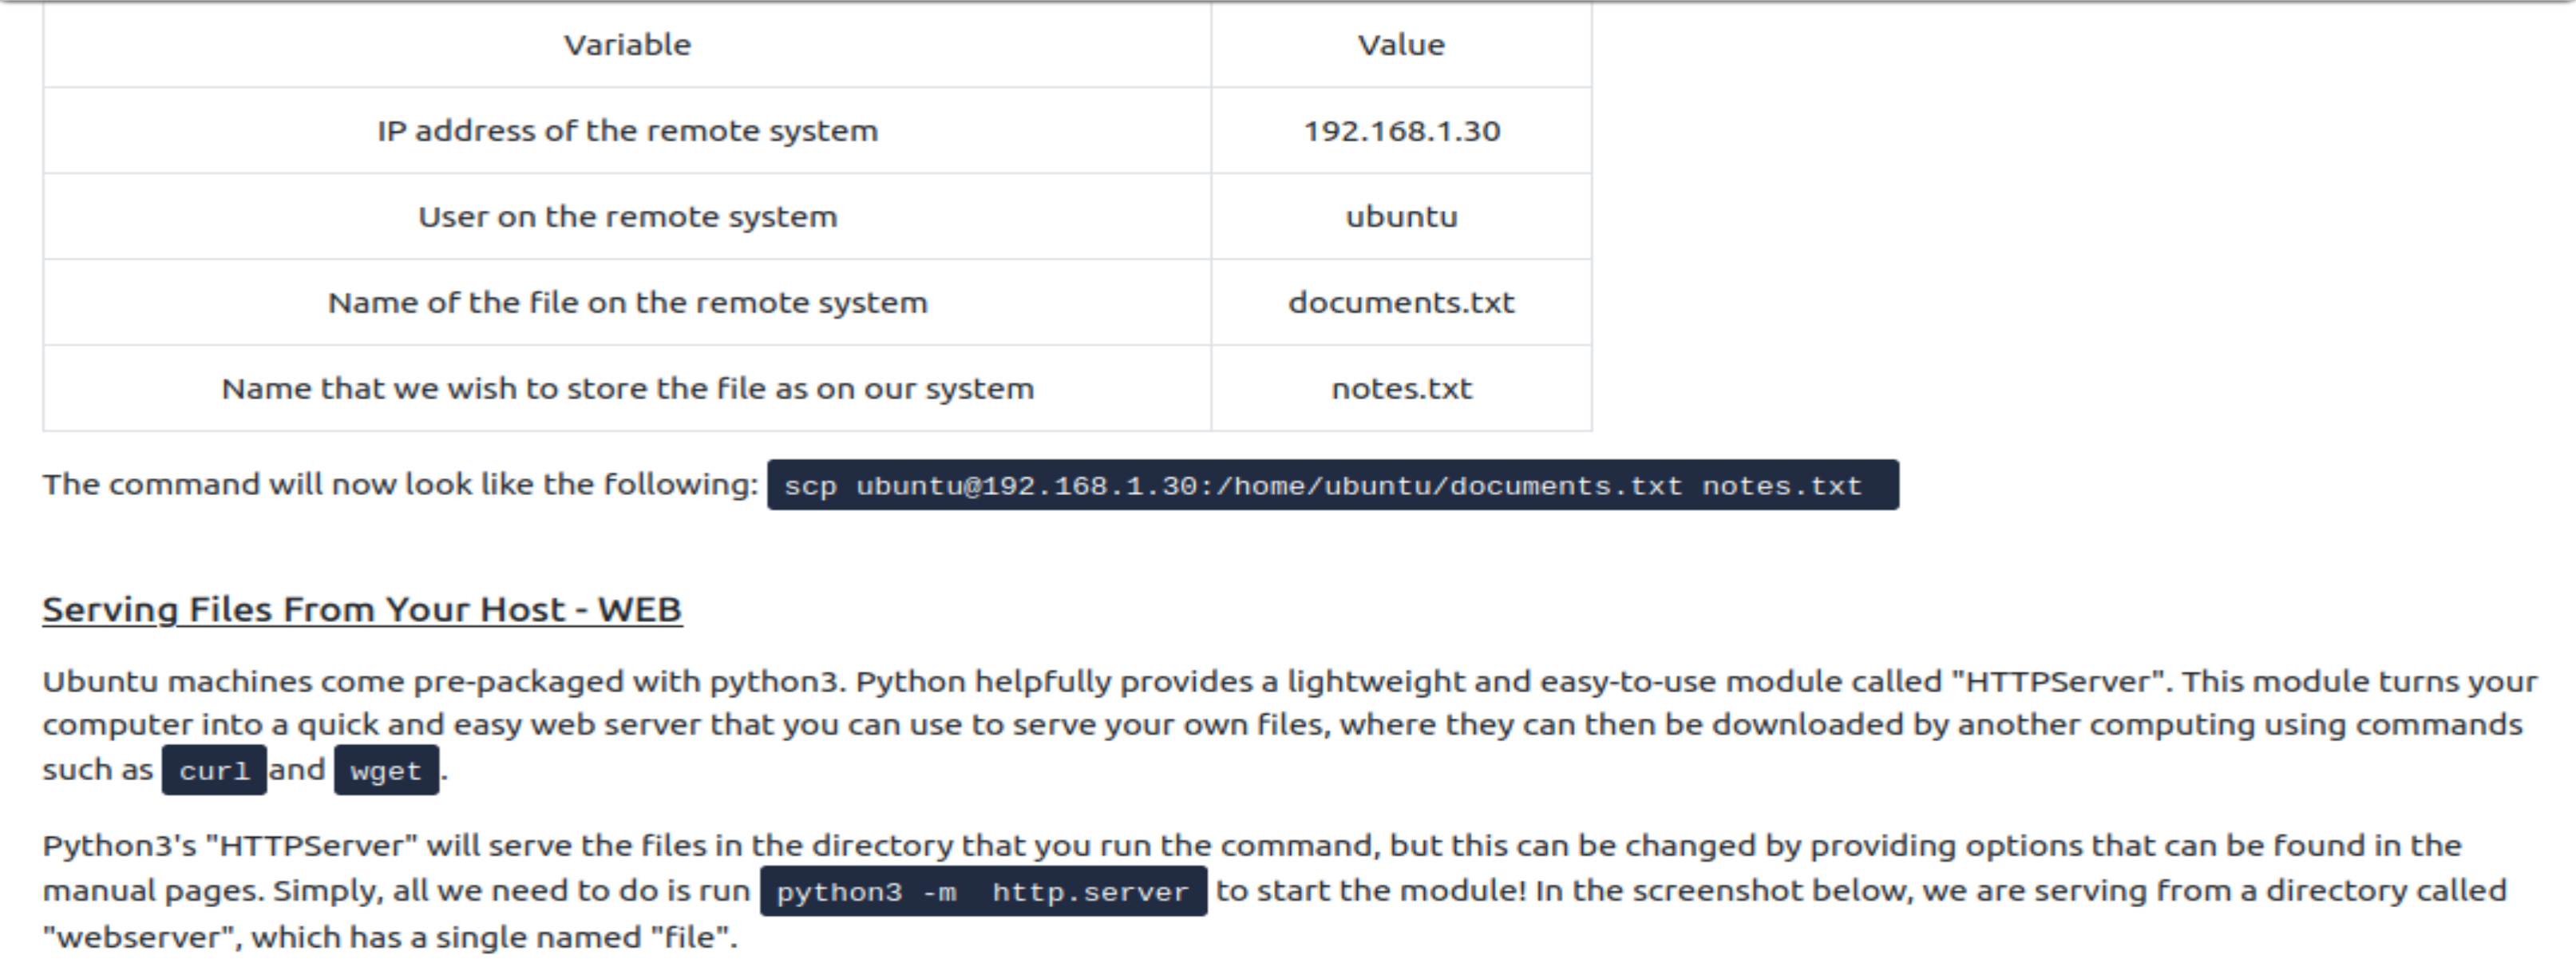 Variable Value
IP address of the remote system 192.168.1.30
User on the remote system ubuntu
Name of the file on the remote system documents.txt
Name that we wish to store the file as on our system notes.txt
The command will now look like the following: scp ubuntu@192.168.1.30:/home/ubuntu/documents.txt notes.txt
Serving Files From Your Host - WEB
Ubuntu machines come pre-packaged with python3. Python helpfully provides a lightweight and easy-to-use module called "HTTPServer". This module turns your
computer into a quick and easy web server that you can use to serve your own files, where they can then be downloaded by another computing using commands
such as curl and wget .
Python3's "HTTPServer" will serve the files in the directory that you run the command, but this can be changed by providing options that can be found in the
manual pages. Simply, all we need to do is run python3 -m  http.server to start the module! In the screenshot below, we are serving from a directory called
"webserver", which has a single named "file".